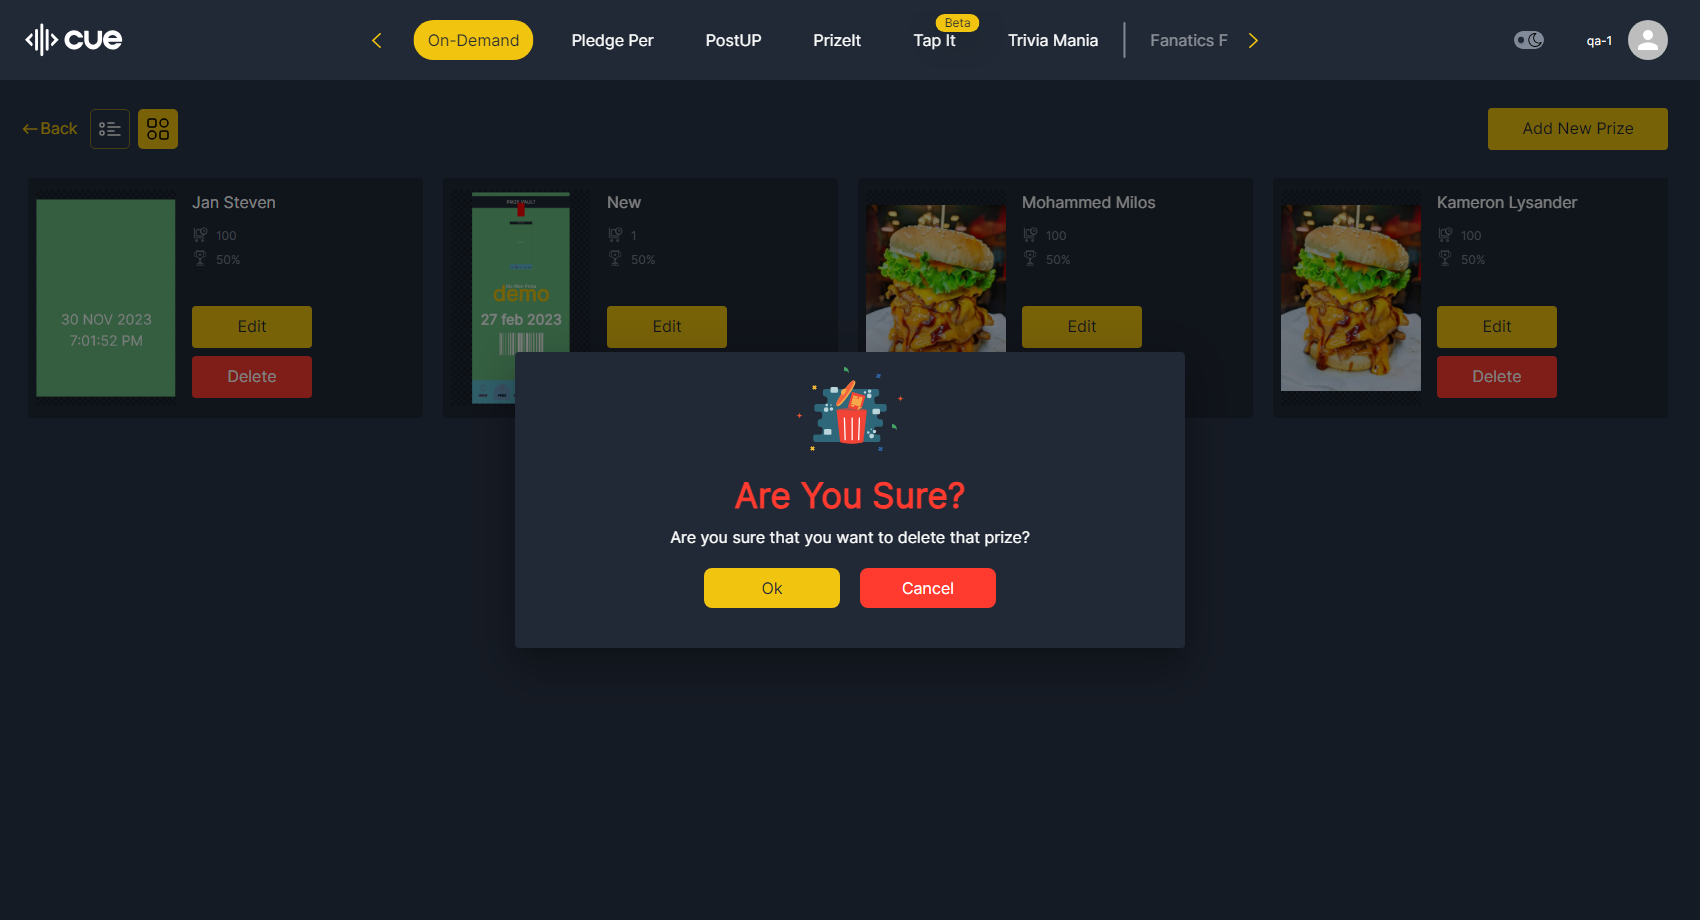 cue
On-Demand
Pledge Per
PostUP
PrizeIt
Tap It
Beta
Trivia Mania
Fanatics F
qa-1
Back
Add New Prize
30 NOV 2023
7:01:52 PM
Jan Steven
100
50%
Edit
Delete
PRIZE VAULT
demo
27 feb 2023
New
1
50%
Edit
Mohammed Milos
100
50%
Edit
Kameron Lysander
100
50%
Edit
Delete
Are You Sure?
Are you sure that you want to delete that prize?
Ok
Cancel